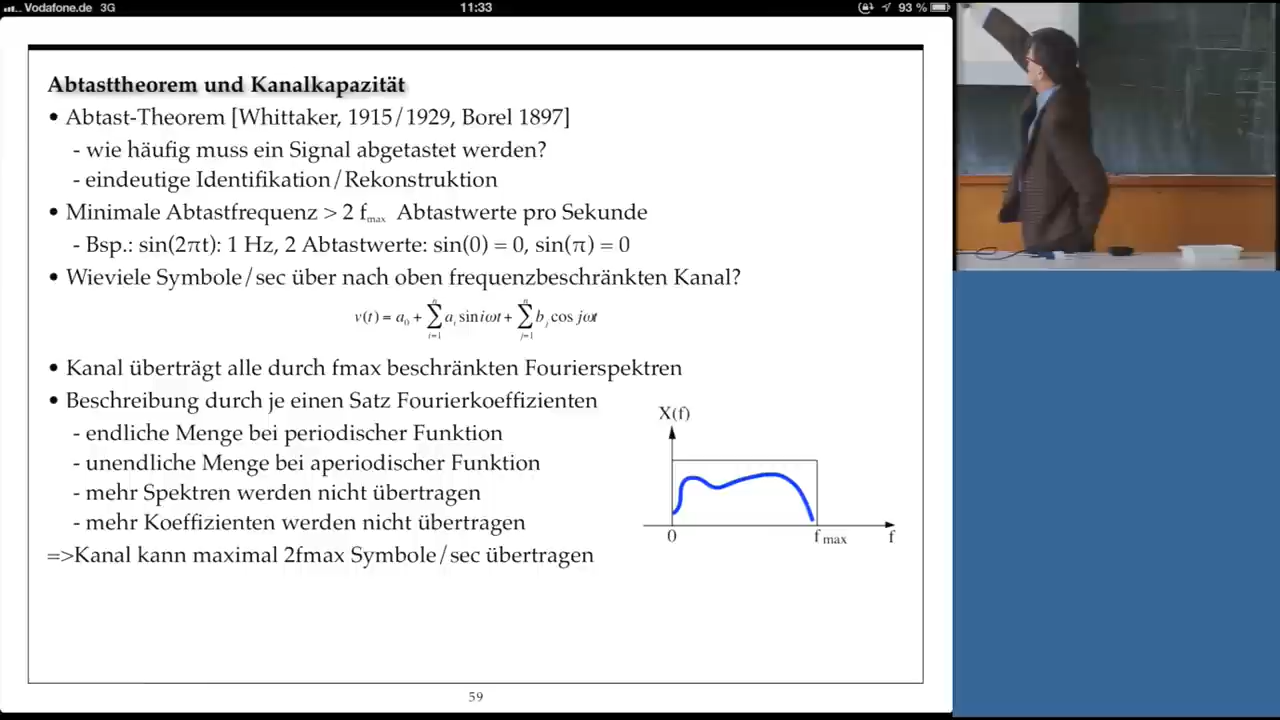 Vodafone.de 3G 11:33 93 %
Abtasttheorem und Kanalkapazität
• Abtast-Theorem [Whittaker, 1915/1929, Borel 1897]
- wie häufig muss ein Signal abgetastet werden?
- eindeutige Identifikation/Rekonstruktion
• Minimale Abtastfrequenz > 2 fmax Abtastwerte pro Sekunde
- Bsp.: sin(2πt): 1 Hz, 2 Abtastwerte: sin(0) = 0, sin(π) = 0
• Wieviele Symbole/sec über nach oben frequenzbeschränkten Kanal?
v(t) = a₀ + ∑ⁿᵢ₌₁ aᵢ sin iωt + ∑ⁿⱼ₌₁ bⱼ cos jωt
• Kanal überträgt alle durch fmax beschränkten Fourierspektren
• Beschreibung durch je einen Satz Fourierkoeffizienten
- endliche Menge bei periodischer Funktion
- unendliche Menge bei aperiodischer Funktion
- mehr Spektren werden nicht übertragen
- mehr Koeffizienten werden nicht übertragen
=>Kanal kann maximal 2fmax Symbole/sec übertragen
X(f)
0 f max f
59